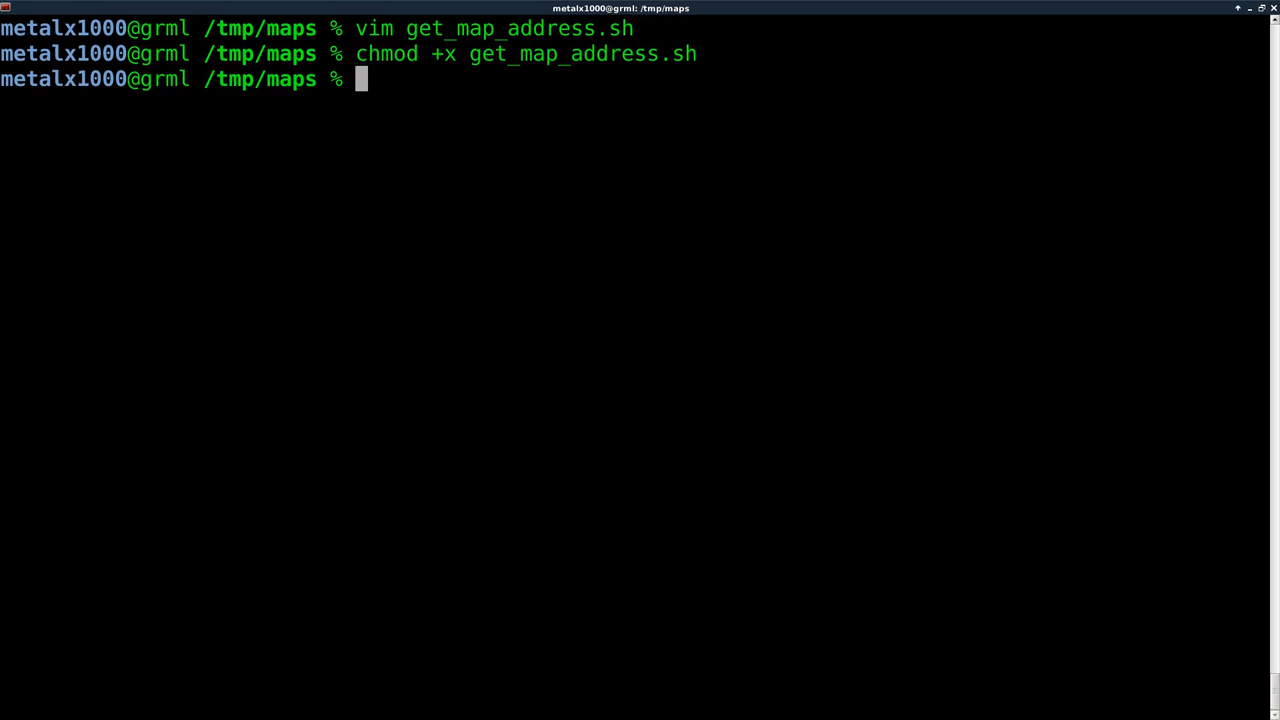 metalx1000@grml: /tmp/maps
metalx1000@grml /tmp/maps % vim get_map_address.sh
metalx1000@grml /tmp/maps % chmod +x get_map_address.sh
metalx1000@grml /tmp/maps %